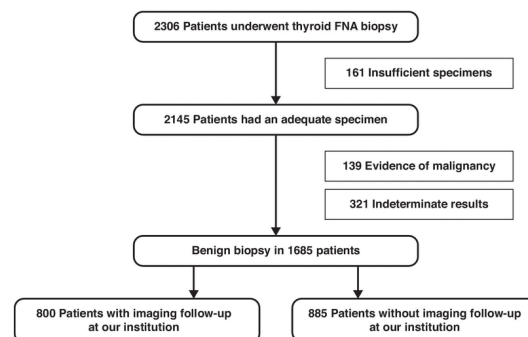 2306 Patients underwent thyroid FNA biopsy
161 Insufficient specimens
2145 Patients had an adequate specimen
139 Evidence of malignancy
321 Indeterminate results
Benign biopsy in 1685 patients
800 Patients with imaging follow-up
at our institution
885 Patients without imaging follow-up
at our institution